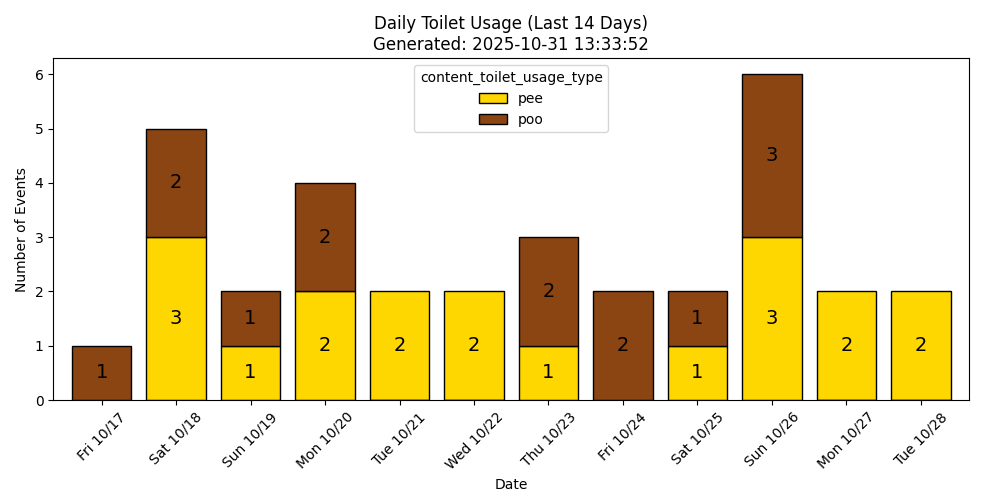 Daily Toilet Usage (Last 14 Days)
Generated: 2025-10-31 13:33:52
content_toilet_usage_type
pee
poo
Number of Events
6
5
4
3
2
1
0
1
2
3
1
1
2
2
2
2
2
1
2
1
1
3
3
2
2
Fri 10/17
Sat 10/18
Sun 10/19
Mon 10/20
Tue 10/21
Wed 10/22
Thu 10/23
Fri 10/24
Sat 10/25
Sun 10/26
Mon 10/27
Tue 10/28
Date